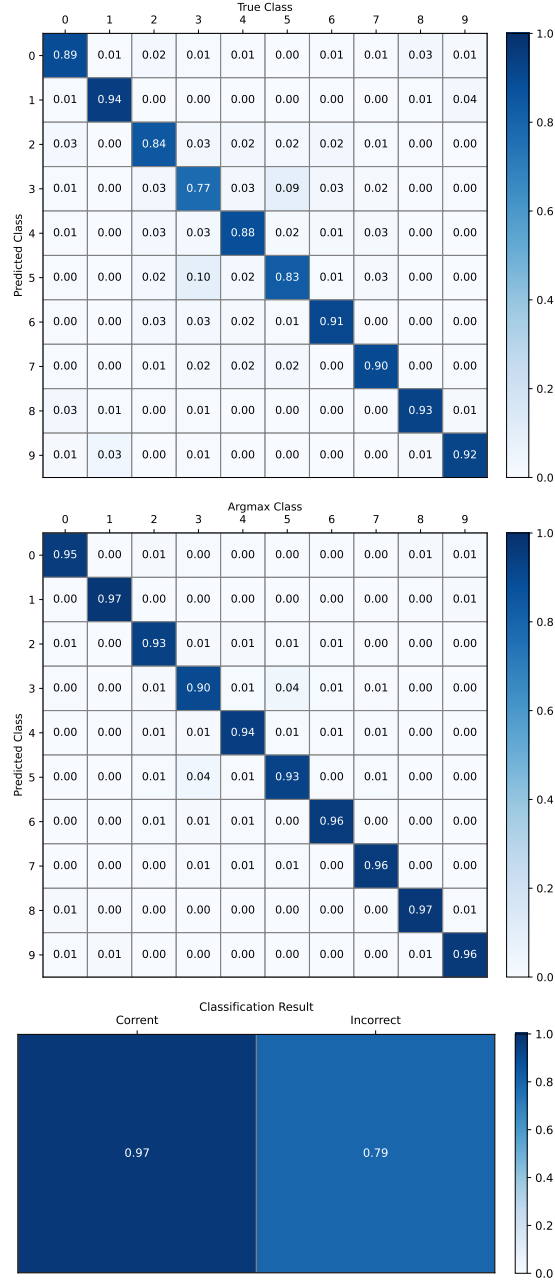 True Class
0 1 2 3 4 5 6 7 8 9
1.0
0 0.89 0.01 0.02 0.01 0.01 0.00 0.01 0.01 0.03 0.01
1 0.01 0.94 0.00 0.00 0.00 0.00 0.00 0.00 0.01 0.04
0.8
2 0.03 0.00 0.84 0.03 0.02 0.02 0.02 0.01 0.00 0.00
3 0.01 0.00 0.03 0.77 0.03 0.09 0.03 0.02 0.00 0.00
0.6
Predicted Class
4 0.01 0.00 0.03 0.03 0.88 0.02 0.01 0.03 0.00 0.00
5 0.00 0.00 0.02 0.10 0.02 0.83 0.01 0.03 0.00 0.00
0.4
6 0.00 0.00 0.03 0.03 0.02 0.01 0.91 0.00 0.00 0.00
7 0.00 0.00 0.01 0.02 0.02 0.02 0.00 0.90 0.00 0.00
0.2
8 0.03 0.01 0.00 0.01 0.00 0.00 0.00 0.00 0.93 0.01
9 0.01 0.03 0.00 0.01 0.00 0.00 0.00 0.00 0.01 0.92
0.0
Argmax Class
0 1 2 3 4 5 6 7 8 9
1.0
0 0.95 0.00 0.01 0.00 0.00 0.00 0.00 0.00 0.01 0.01
1 0.00 0.97 0.00 0.00 0.00 0.00 0.00 0.00 0.00 0.01
0.8
2 0.01 0.00 0.93 0.01 0.01 0.01 0.01 0.00 0.00 0.00
3 0.00 0.00 0.01 0.90 0.01 0.04 0.01 0.01 0.00 0.00
0.6
Predicted Class
4 0.00 0.00 0.01 0.01 0.94 0.01 0.01 0.01 0.00 0.00
5 0.00 0.00 0.01 0.04 0.01 0.93 0.00 0.01 0.00 0.00
0.4
6 0.00 0.00 0.01 0.01 0.01 0.00 0.96 0.00 0.00 0.00
7 0.00 0.00 0.00 0.01 0.01 0.01 0.00 0.96 0.00 0.00
0.2
8 0.01 0.00 0.00 0.00 0.00 0.00 0.00 0.00 0.97 0.01
9 0.01 0.01 0.00 0.00 0.00 0.00 0.00 0.00 0.01 0.96
0.0
Classification Result
Corrent Incorrect
1.0
0.8
0.6
0.97 0.79
0.4
0.2
0.0